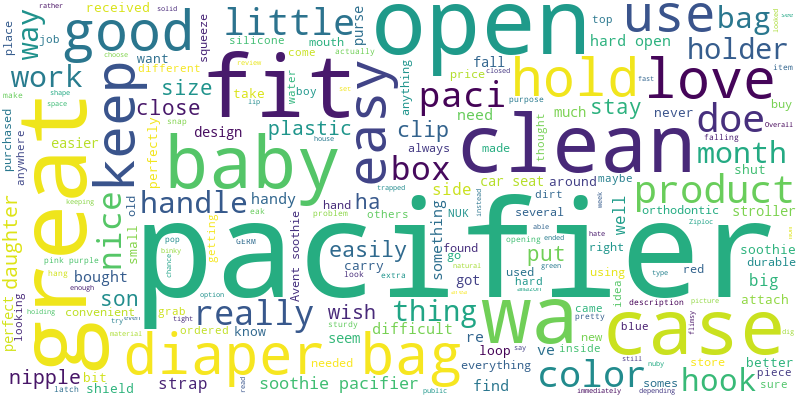 rather
solid
place
job
received
way
good
little
silicone
squeeze
mouth
purse
open
use
bag
top
hard open
holder
want
different
come
work
size
take
boy
water
anything
fit
easy
paci
hold
love
fall
price
closed
fast
item
purpose
make
shape
space
choose
actually
review
lip
set
close
snap
design
house
plastic
clip
always
need
made
much
stay
never
buy
Overall
falling
doe
purchased
anywhere
easier
perfectly
keep
great
baby
box
clean
thought
month
shut
keeping
trapped
old
small
handle
handy
ha
hand
others
side
car seat
around
maybe
product
nice
eak
problem
NUK
dirt
several
well
orthodontic
stroller
daughter
perfect
looking
pink purple
hang
enough
bought
pop
binky
chance
getting
GERM
Avent soothie
pacifier
easily
carry
look
extra
something
found
go
got
natural
opening
able
ended
used
hard
green
put
hate
right
using
type
red
week
instead
Ziploc
soothie
durable
big
attach
son
convenient
holding
try
grab
tight
option
really
wish
thing
wa
came
pretty
new
idea
description
picture
case
ordered
know
sturdy
seem
difficult
re
loop
say
blue
flimsy
dig
diaper bag
needed
ve
inside
still
store
better
nipple
bit
material
everything
color
nuby
hook
piece
sure
latch
shield
strap
read
soothie pacifier
public
find
immediately
somes
depending